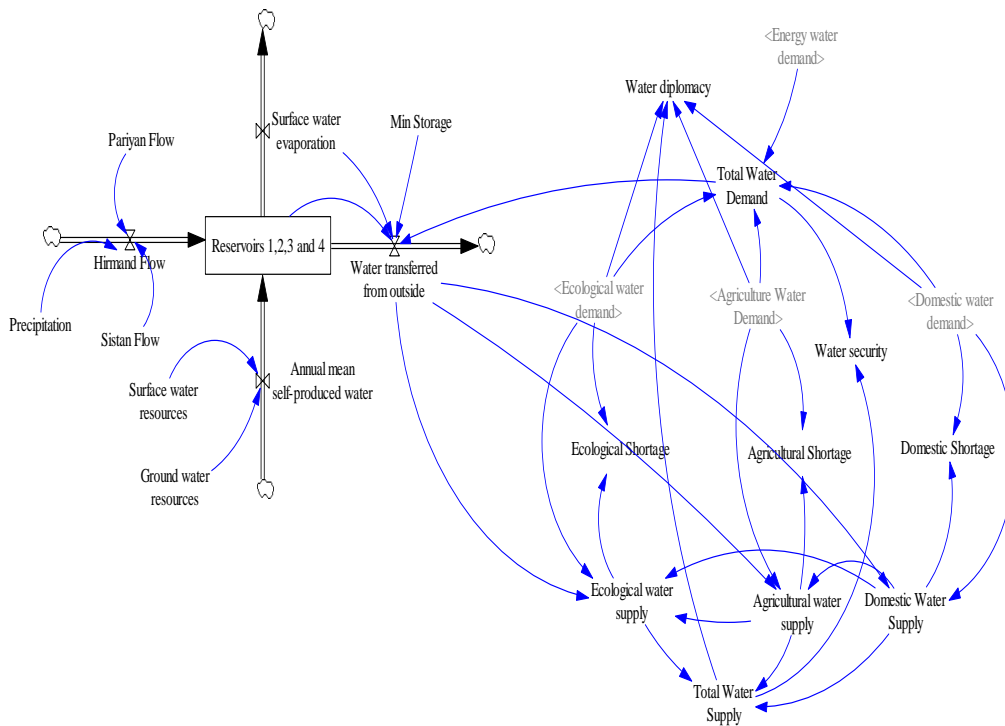 <Energy water
demand>
Water diplomacy
Pariyan Flow
Surface water
evaporation
Min Storage
Total Water
Demand
Reservoirs 1,2,3 and 4
Hirmand Flow
Water transferred
from outside
<Ecological water
demand>
<Agriculture Water
Demand>
<Domestic water
demand>
Precipitation
Sistan Flow
Water security
Surface water
resources
Annual mean
self-produced water
Ecological Shortage
Agricultural Shortage
Domestic Shortage
Ground water
resources
Ecological water
supply
Agricultural water
supply
Domestic Water
Supply
Total Water
Supply